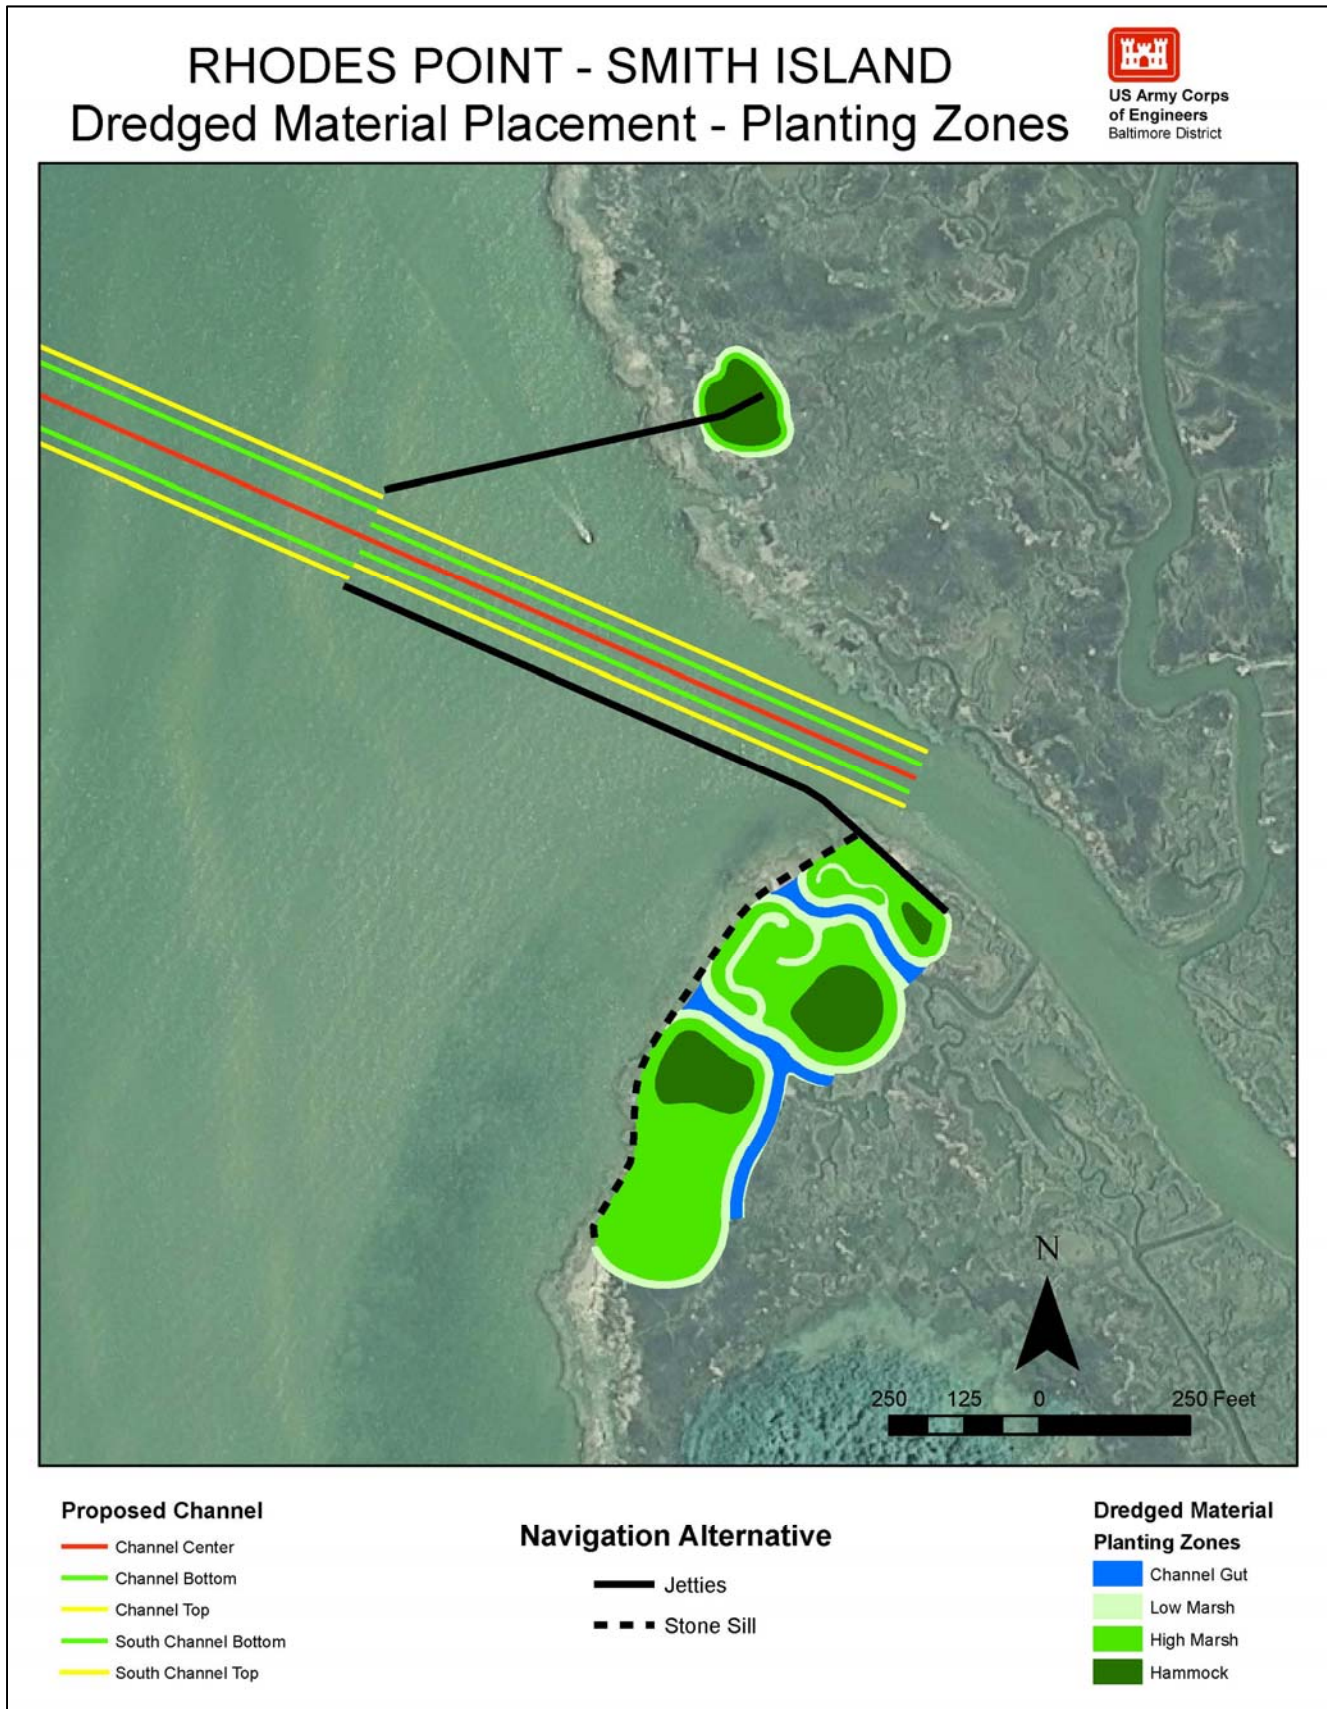 RHODES POINT - SMITH ISLAND
Dredged Material Placement - Planting Zones
US Army Corps
of Engineers
Baltimore District
N
250 125 0 250 Feet
Proposed Channel
Channel Center
Channel Bottom
Channel Top
South Channel Bottom
South Channel Top
Navigation Alternative
Jetties
Stone Sill
Dredged Material
Planting Zones
Channel Gut
Low Marsh
High Marsh
Hammock